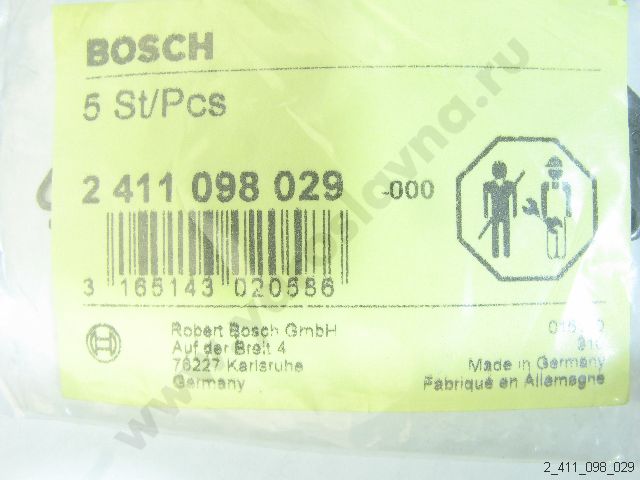 BOSCH
5 St/Pcs
2 411 098 029 -000
3 165143 020586
Robert Bosch GmbH
Auf der Breit 4
76227 Karlsruhe
Germany
Made in Germany
Fabriqué en Allemagne
2_411_098_029